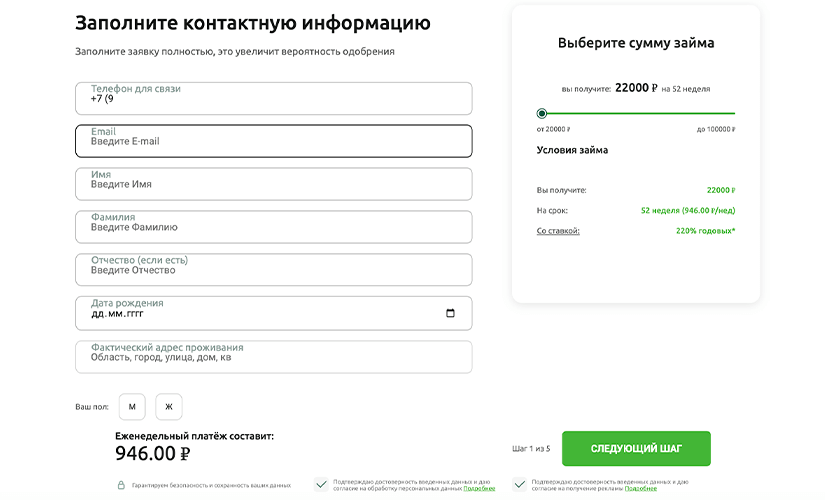 Заполните контактную информацию
Заполните заявку полностью, это увеличит вероятность одобрения
Телефон для связи
+7 (9
Email
Введите E-mail
Имя
Введите Имя
Фамилия
Введите Фамилию
Отчество (если есть)
Введите Отчество
Дата рождения
дд.мм.гггг
Фактический адрес проживания
Область, город, улица, дом, кв
Ваш пол: М Ж
Выберите сумму займа
вы получите: 22000 ₽ на 52 неделя
от 20000 ₽ до 100000 ₽
Условия займа
Вы получите: 22000 ₽
На срок: 52 неделя (946.00 ₽/нед)
Со ставкой: 220% годовых*
Еженедельный платёж составит:
946.00 ₽
Шаг 1 из 5
СЛЕДУЮЩИЙ ШАГ
Гарантируем безопасность и сохранность ваших данных
Подтверждаю достоверность введенных данных и даю
согласие на обработку персональных данных Подробнее
Подтверждаю достоверность введенных данных и даю
согласие на получение рекламы Подробнее